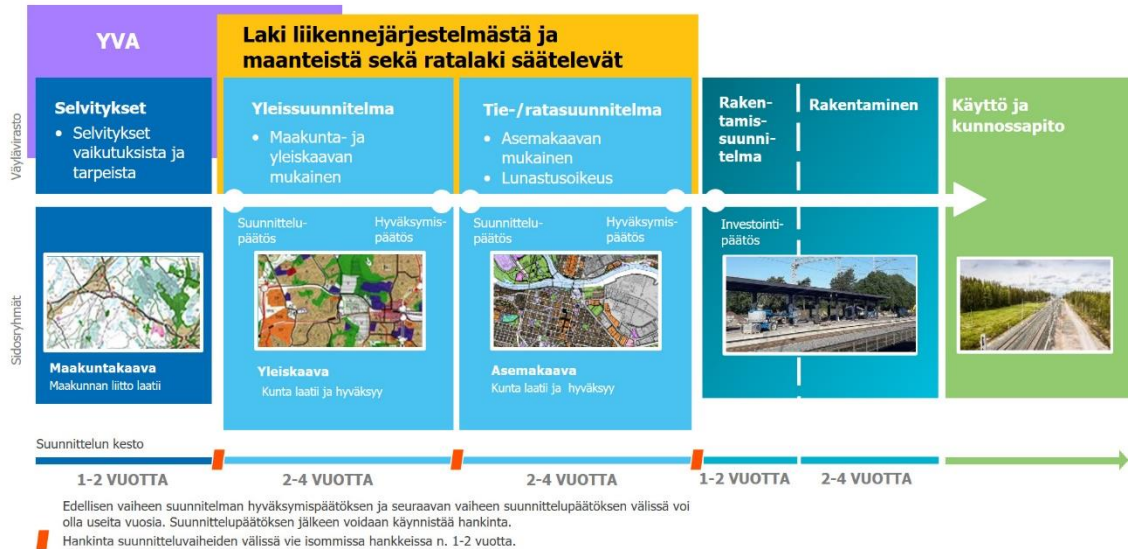 YVA
Laki liikennejärjestelmästä ja
maanteistä sekä ratalaki säätelevät
Väylävirasto
Selvitykset
• Selvitykset
vaikutuksista ja
tarpeista
Yleissuunnitelma
• Maakunta- ja
yleiskaavan
mukainen
Tie-/ratasuunnitelma
• Asemakaavan
mukainen
• Lunastusoikeus
Raken-
tamis-
suunni-
telma
Rakentaminen
Käyttö ja
kunnossapito
Sidosryhmät
Suunnittelu-
päätös
Hyväksymis-
päätös
Suunnittelu-
päätös
Hyväksymis-
päätös
Investointi-
päätös
Maakuntakaava
Maakunnan liitto laatii
Yleiskaava
Kunta laatii ja hyväksyy
Asemakaava
Kunta laatii ja hyväksyy
Suunnittelun kesto
1-2 VUOTTA
2-4 VUOTTA
2-4 VUOTTA
1-2 VUOTTA
2-4 VUOTTA
Edellisen vaiheen suunnitelman hyväksymispäätöksen ja seuraavan vaiheen suunnittelupäätöksen välissä voi
olla useita vuosia. Suunnittelupäätöksen jälkeen voidaan käynnistää hankinta.
Hankinta suunnitteluvaiheiden välissä vie isommissa hankkeissa n. 1-2 vuotta.